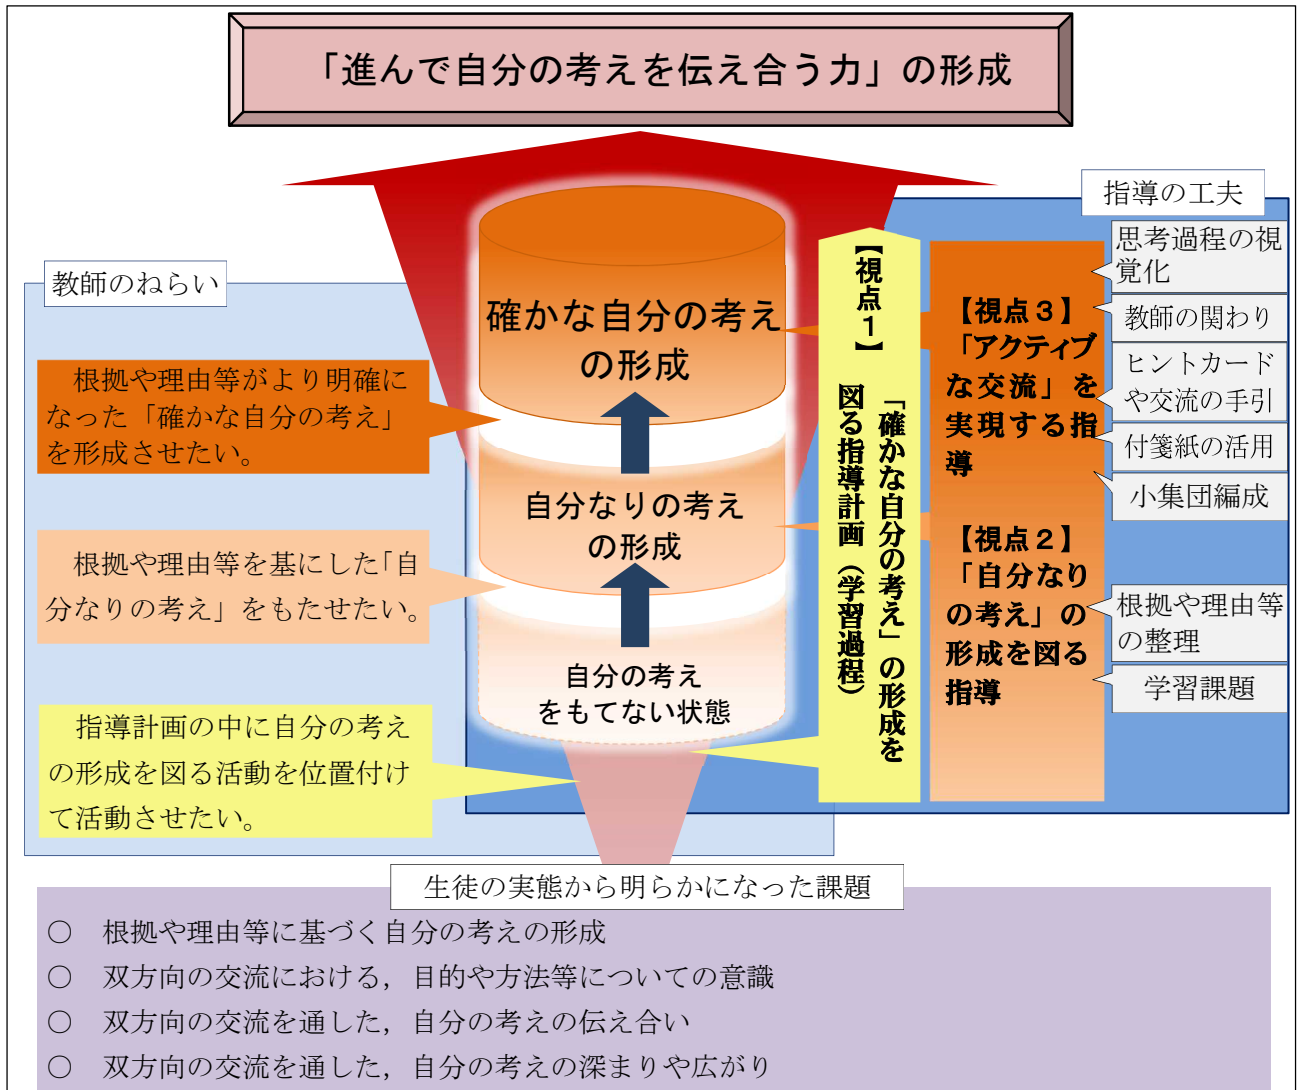 「進んで自分の考えを伝え合う力」の形成
教師のねらい
根拠や理由等がより明確に
なった「確かな自分の考え」
を形成させたい。
根拠や理由等を基にした「自
分なりの考え」をもたせたい。
指導計画の中に自分の考え
の形成を図る活動を位置付け
て活動させたい。
確かな自分の考え
の形成
自分なりの考え
の形成
自分の考え
をもてない状態
【視点１】 「確かな自分の考え」の形成を
図る指導計画（学習過程）
【視点３】
「アクティブ
な交流」を
実現する指
導
【視点２】
「自分なり
の考え」の
形成を図る
指導
指導の工夫
思考過程の視
覚化
教師の関わり
ヒントカード
や交流の手引
付箋紙の活用
小集団編成
根拠や理由等
の整理
学習課題
生徒の実態から明らかになった課題
○　根拠や理由等に基づく自分の考えの形成
○　双方向の交流における，目的や方法等についての意識
○　双方向の交流を通した，自分の考えの伝え合い
○　双方向の交流を通した，自分の考えの深まりや広がり